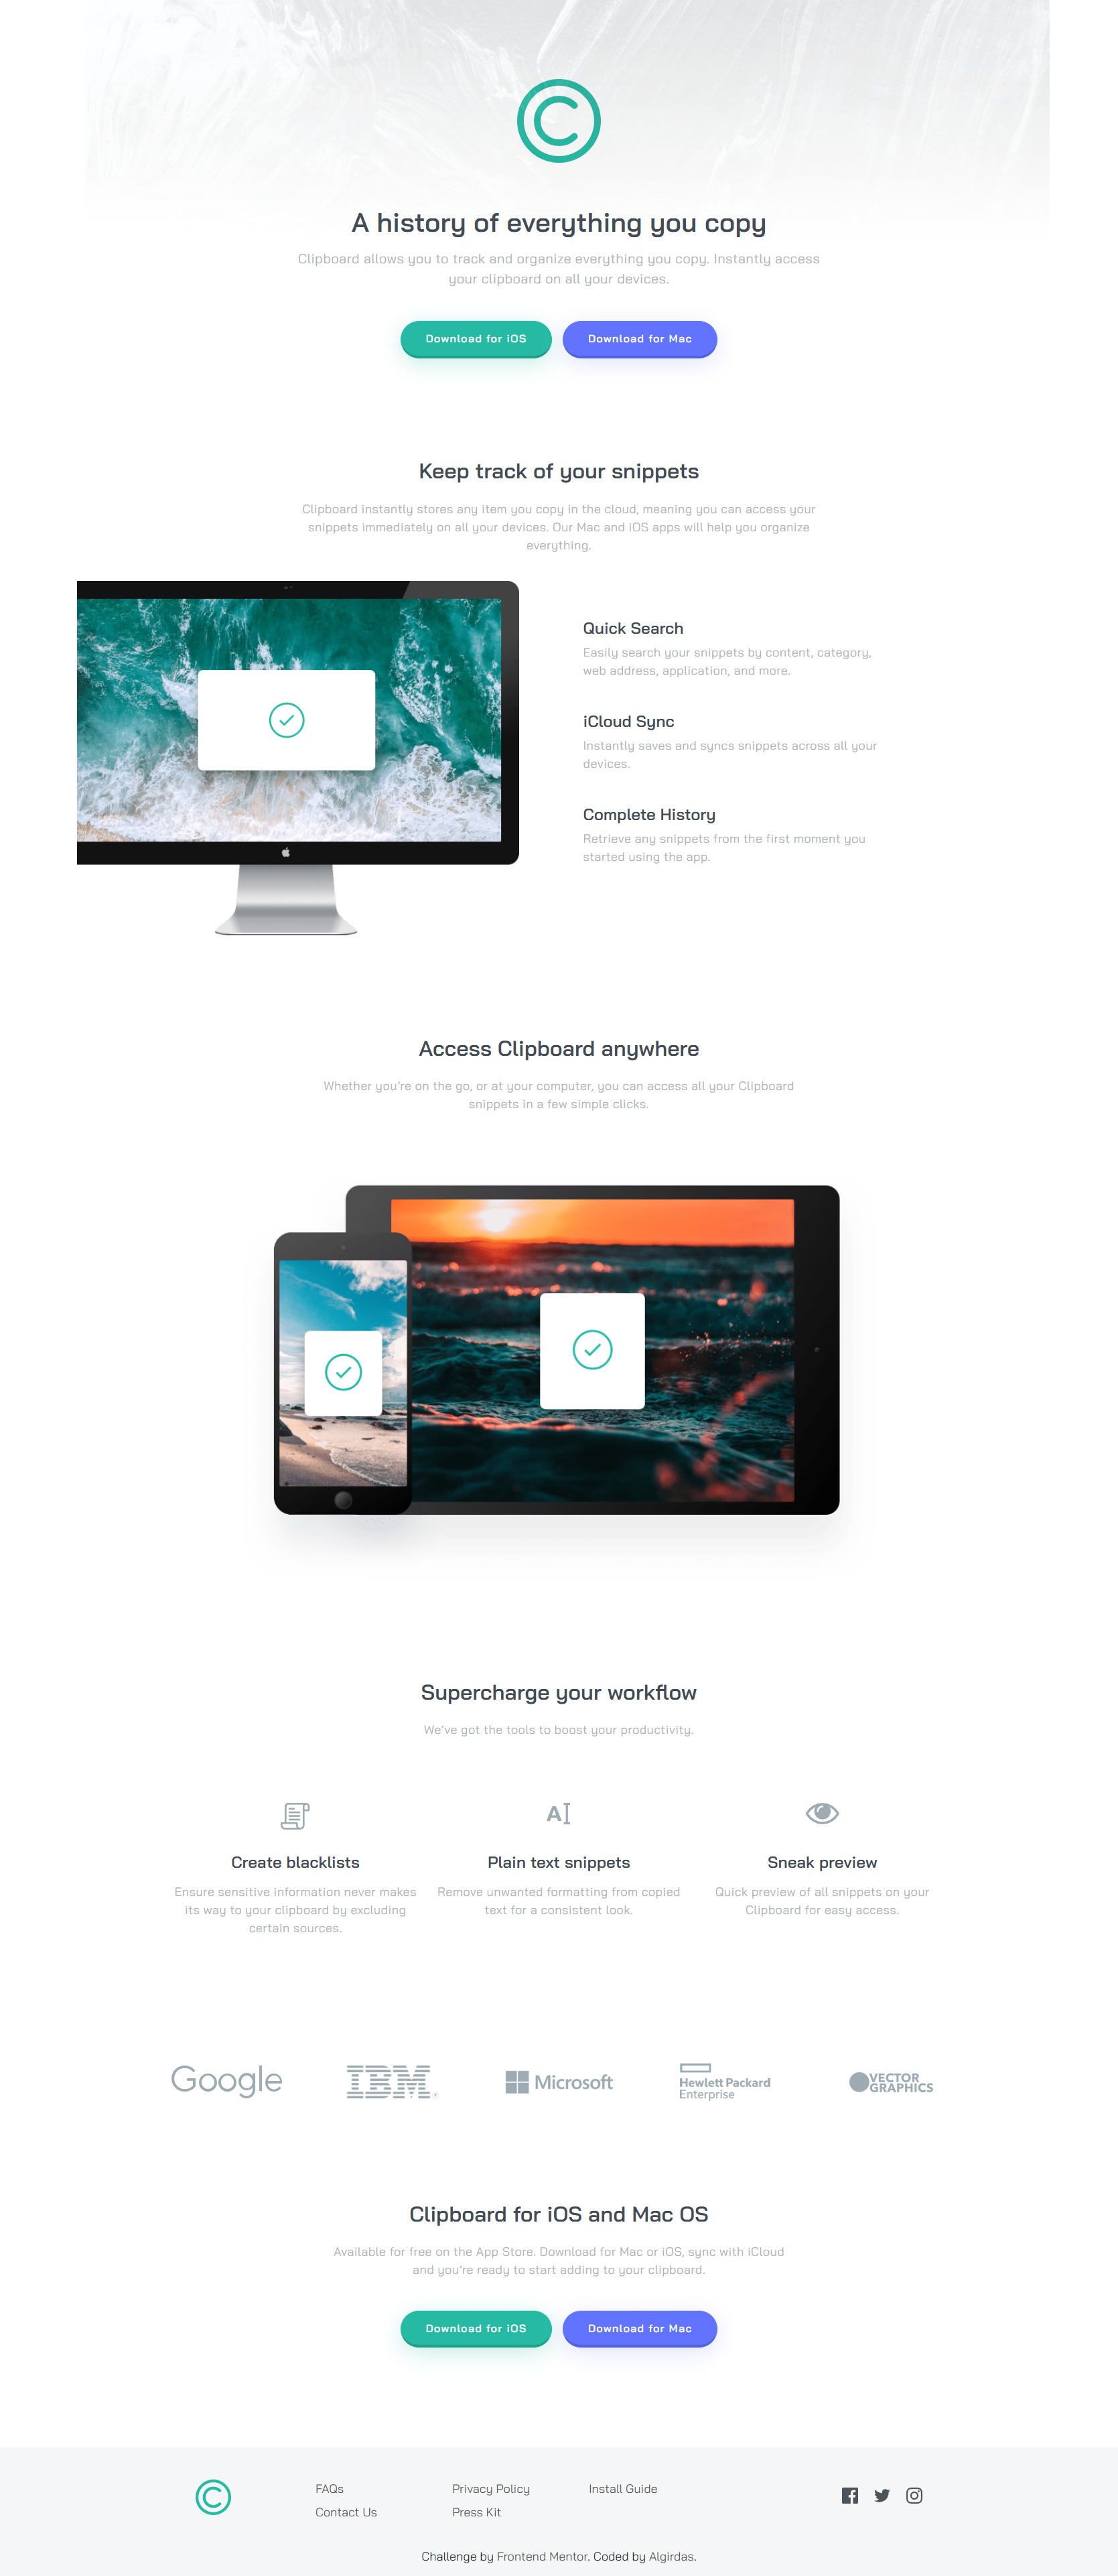 A history of everything you copy
Clipboard allows you to track and organize everything you copy. Instantly access
your clipboard on all your devices.
Download for iOS
Download for Mac
Keep track of your snippets
Clipboard instantly stores any item you copy in the cloud, meaning you can access your
snippets immediately on all your devices. Our Mac and iOS apps will help you organize
everything.
Quick Search
Easily search your snippets by content, category,
web address, application, and more.
iCloud Sync
Instantly saves and syncs snippets across all your
devices.
Complete History
Retrieve any snippets from the first moment you
started using the app.
Access Clipboard anywhere
Whether you're on the go, or at your computer, you can access all your Clipboard
snippets in a few simple clicks.
Supercharge your workflow
We've got the tools to boost your productivity.
Create blacklists
Ensure sensitive information never makes
its way to your clipboard by excluding
certain sources.
Plain text snippets
Remove unwanted formatting from copied
text for a consistent look.
Sneak preview
Quick preview of all snippets on your
Clipboard for easy access.
Google
IBM
Microsoft
Hewlett Packard
Enterprise
VECTOR
GRAPHICS
Clipboard for iOS and Mac OS
Available for free on the App Store. Download for Mac or iOS, sync with iCloud
and you're ready to start adding to your clipboard.
Download for iOS
Download for Mac
FAQs
Contact Us
Privacy Policy
Press Kit
Install Guide
Challenge by Frontend Mentor. Coded by Algirdas.